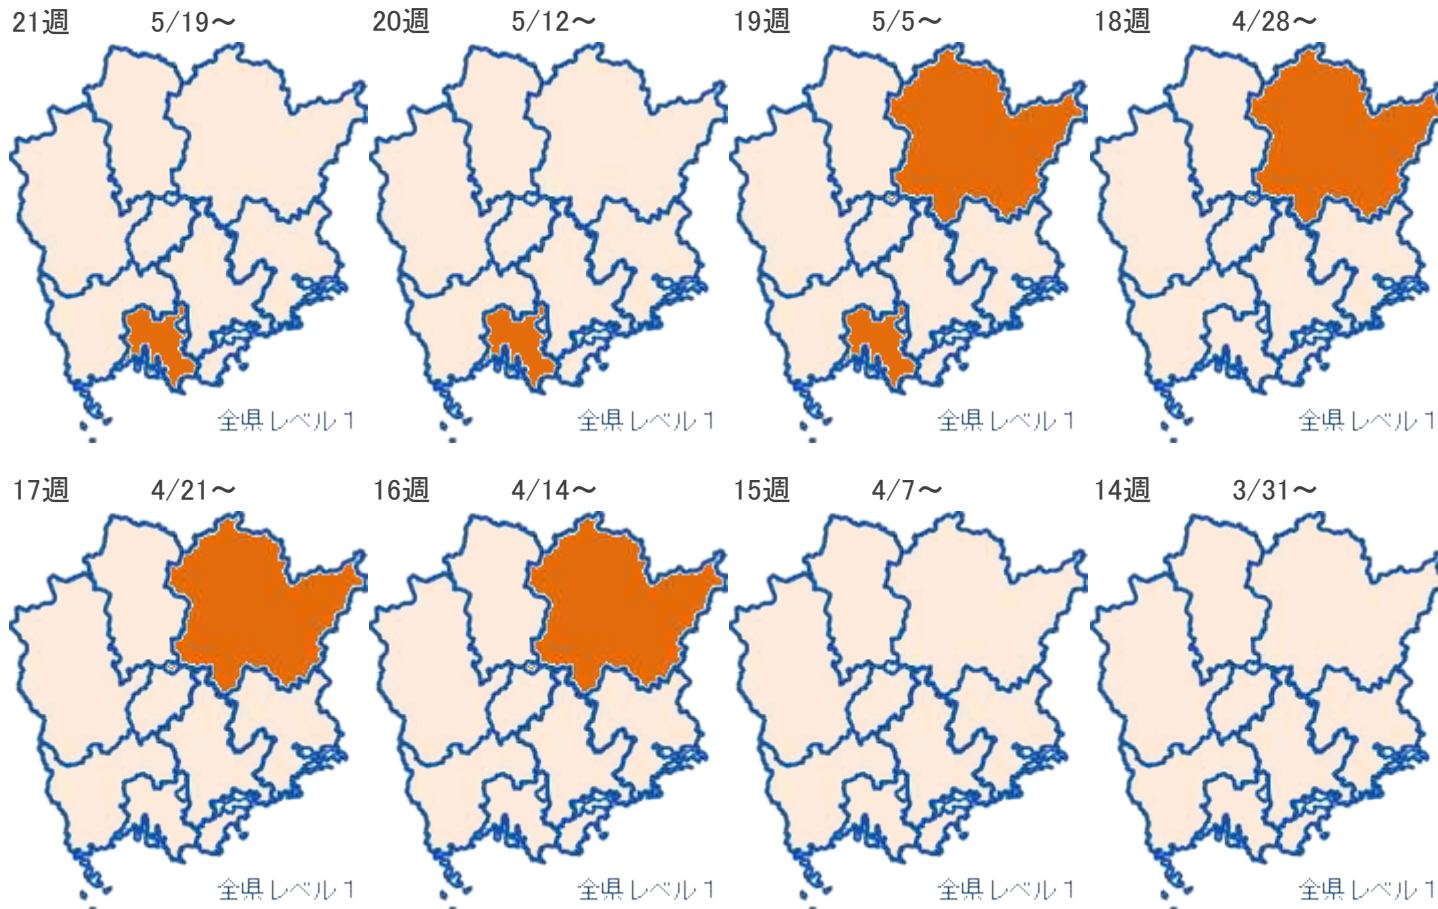 21週 5/19～
20週 5/12～
19週 5/5～
18週 4/28～
全県レベル1
全県レベル1
全県レベル1
全県レベル1
17週 4/21～
16週 4/14～
15週 4/7～
14週 3/31～
全県レベル1
全県レベル1
全県レベル1
全県レベル1